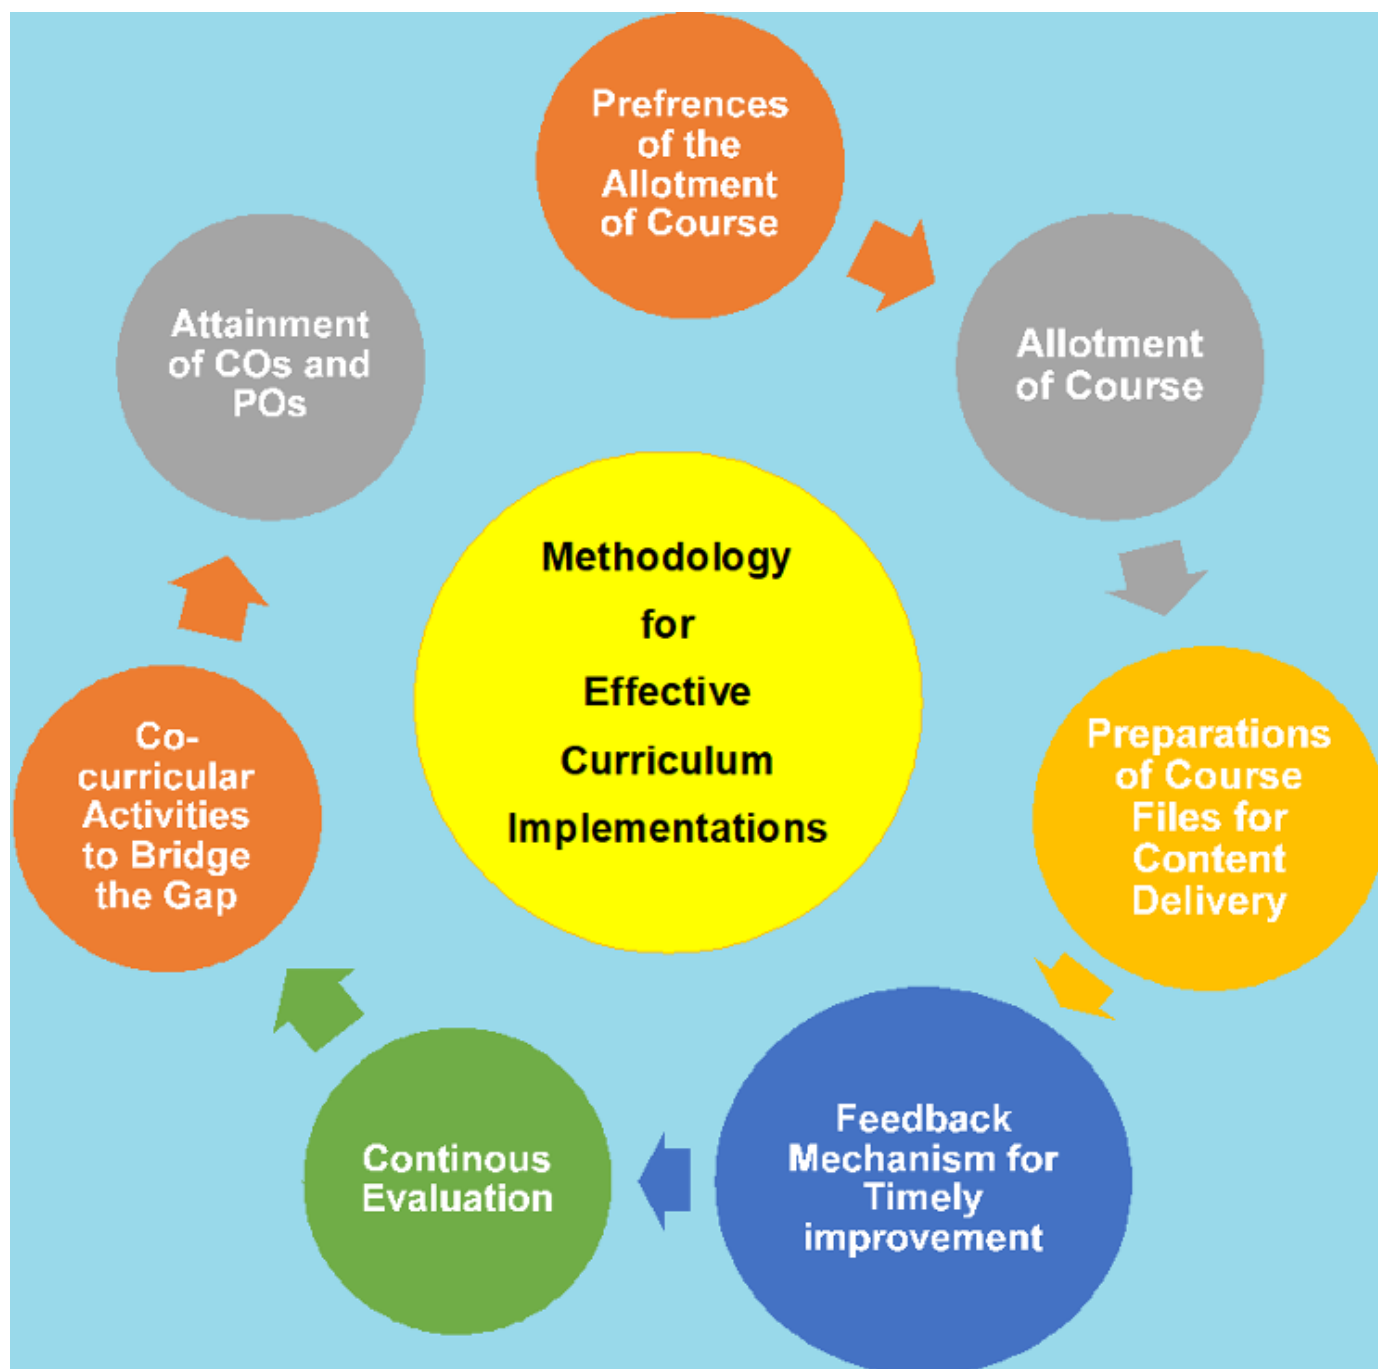 Prefrences
of the
Allotment
of Course
Allotment
of Course
Preparations
of Course
Files for
Content
Delivery
Feedback
Mechanism for
Timely
improvement
Continous
Evaluation
Co-
curricular
Activities
to Bridge
the Gap
Attainment
of COs and
POs
Methodology
for
Effective
Curriculum
Implementations